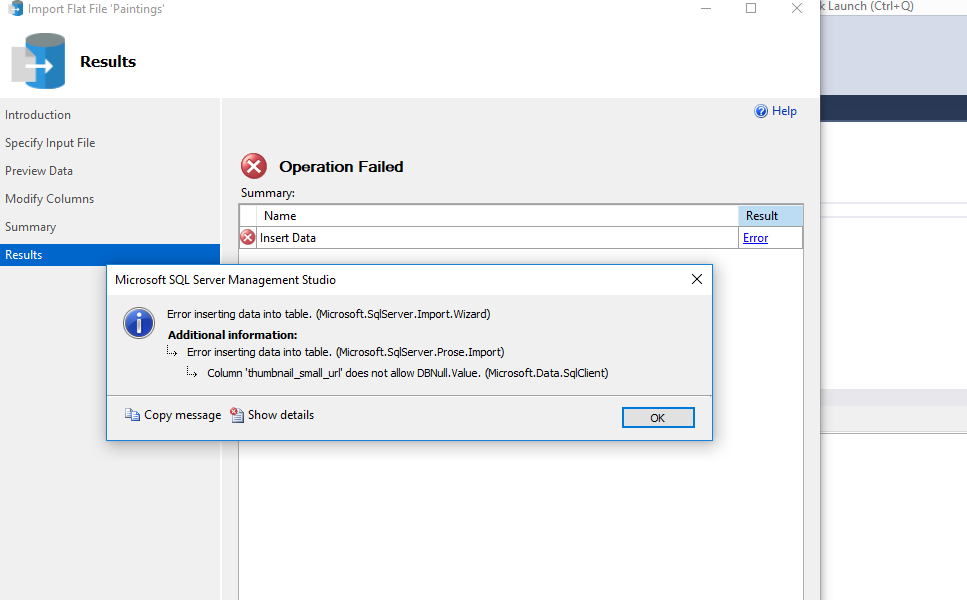 Import Flat File 'Paintings'
k Launch (Ctrl+Q)
Results
Introduction
Specify Input File
Preview Data
Modify Columns
Summary
Results
Help
Operation Failed
Summary:
Name Result
Insert Data Error
Microsoft SQL Server Management Studio
Error inserting data into table. (Microsoft.SqlServer.Import.Wizard)
Additional information:
Error inserting data into table. (Microsoft.SqlServer.Prose.Import)
Column 'thumbnail_small_url' does not allow DBNull.Value. (Microsoft.Data.SqlClient)
Copy message Show details OK